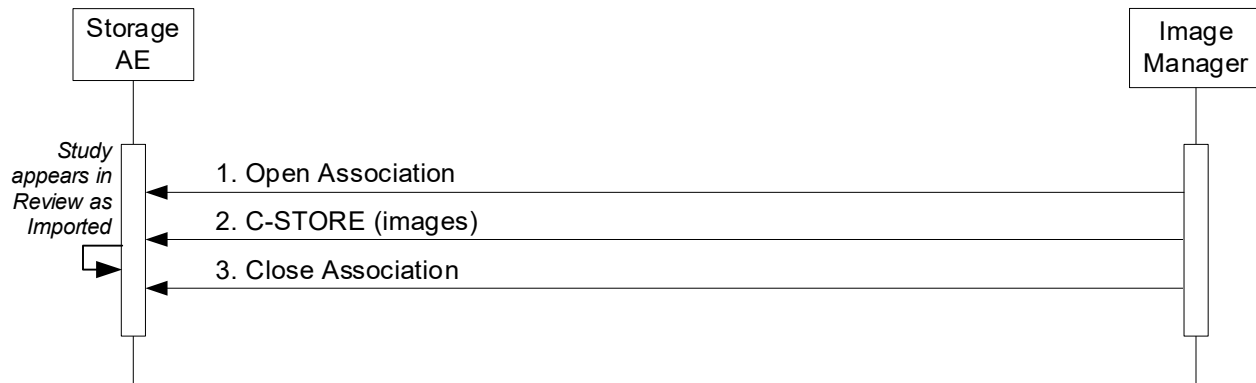 Storage
AE
Image
Manager
Study
appears in
Review as
Imported
1. Open Association
2. C-STORE (images)
3. Close Association